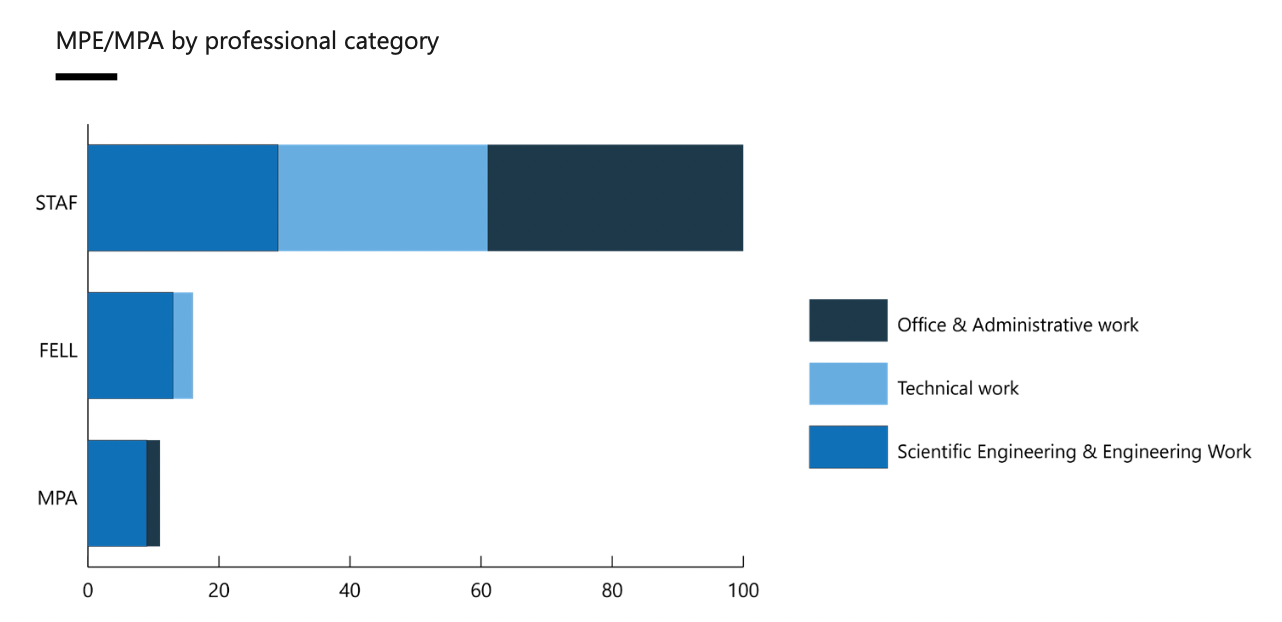 MPE/MPA by professional category
STAF
FELL
MPA
0 20 40 60 80 100
Office & Administrative work
Technical work
Scientific Engineering & Engineering Work